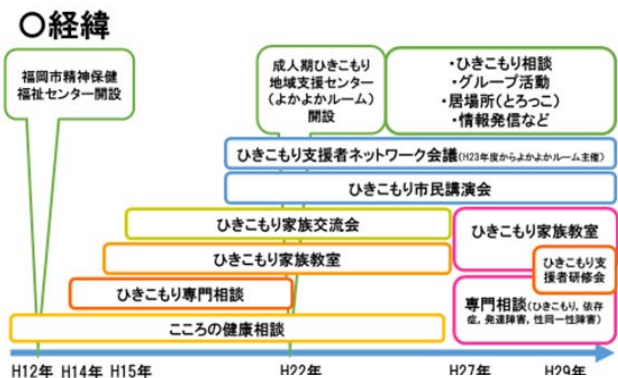 〇経緯
福岡市精神保健
福祉センター開設
成人期ひきこもり
地域支援センター
(よかよかルーム)
開設
・ひきこもり相談
・グループ活動
・居場所(とろっこ)
・情報発信など
ひきこもり支援者ネットワーク会議(H23年度からよかよかルーム主催)
ひきこもり市民講演会
ひきこもり家族交流会
ひきこもり家族教室
ひきこもり家族教室
ひきこもり支
援者研修会
ひきこもり専門相談
専門相談(ひきこもり, 依存
症, 発達障害, 性同一性障害)
こころの健康相談
H12年 H14年 H15年 H22年 H27年 H29年